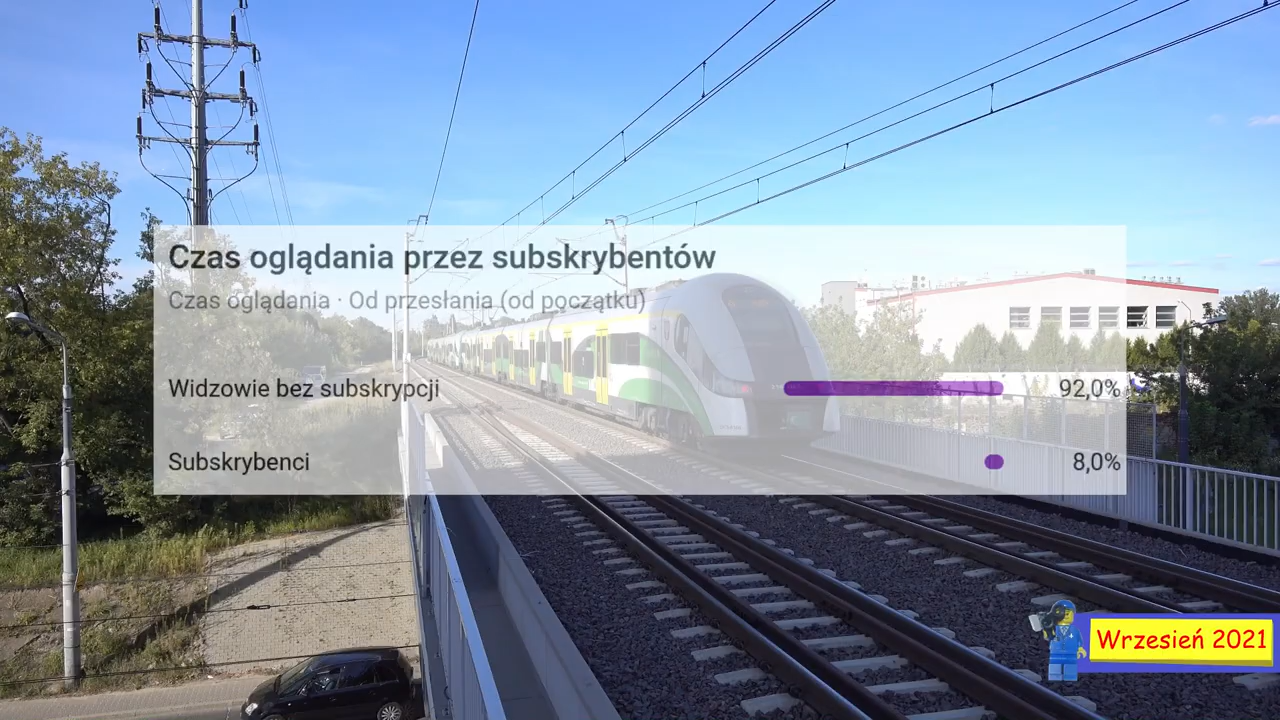 Czas oglądania przez subskrybentów
Czas oglądania · Od przesłania (od początku)
Widzowie bez subskrypcji 92,0%
Subskrybenci 8,0%
Wrzesień 2021